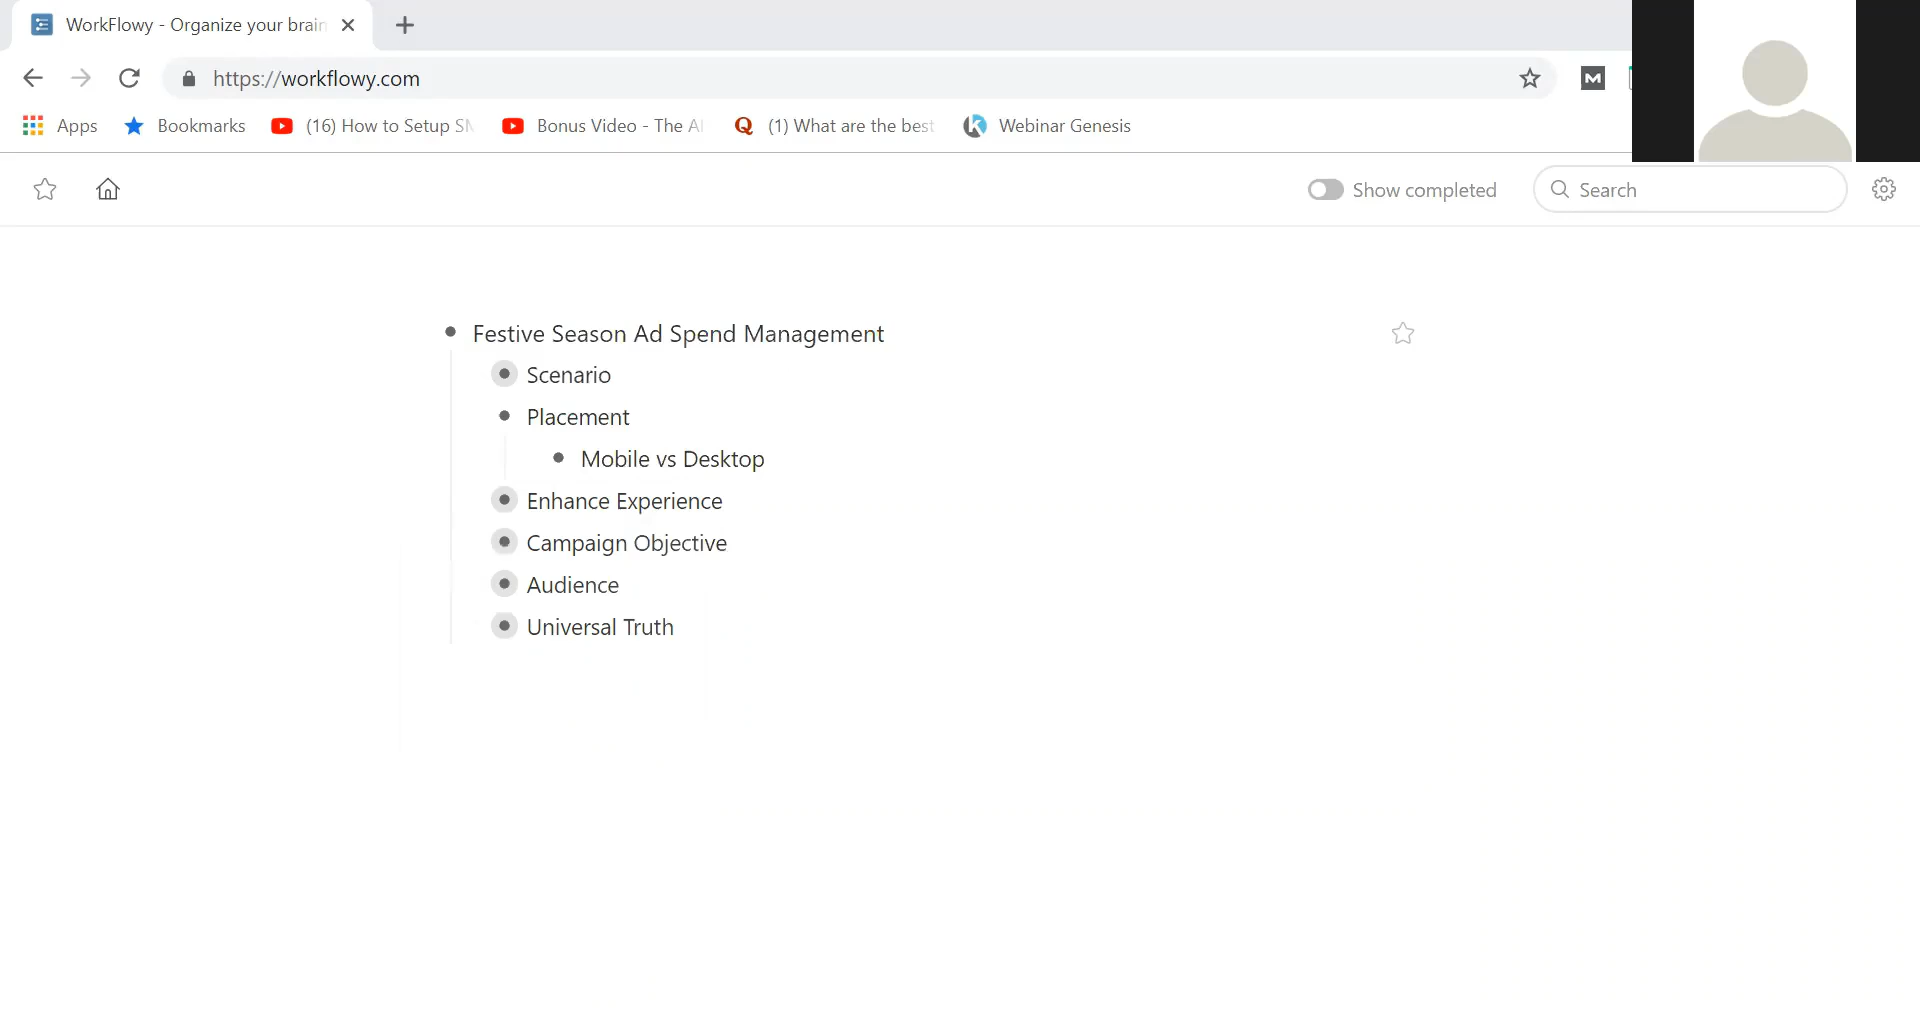 WorkFlowy - Organize your brain
https://workflowy.com
Apps
Bookmarks
(16) How to Setup SM
Bonus Video - The
(1) What are the best
Webinar Genesis
Show completed
Search
Festive Season Ad Spend Management
Scenario
Placement
Mobile vs Desktop
Enhance Experience
Campaign Objective
Audience
Universal Truth